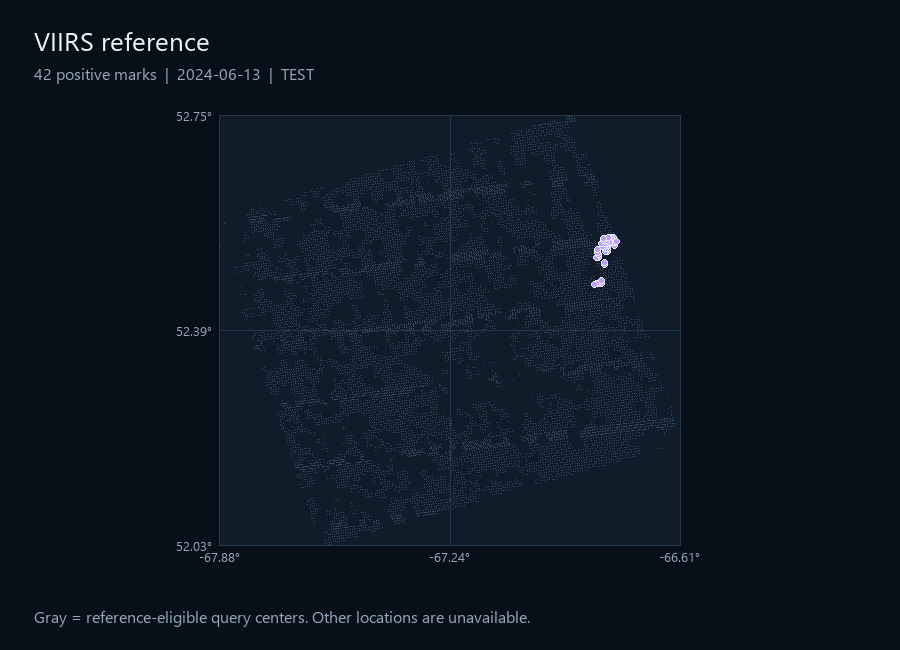 VIIRS reference
42 positive marks | 2024-06-13 | TEST
52.75°
52.39°
52.03°
-67.88°
-67.24°
-66.61°
Gray = reference-eligible query centers. Other locations are unavailable.